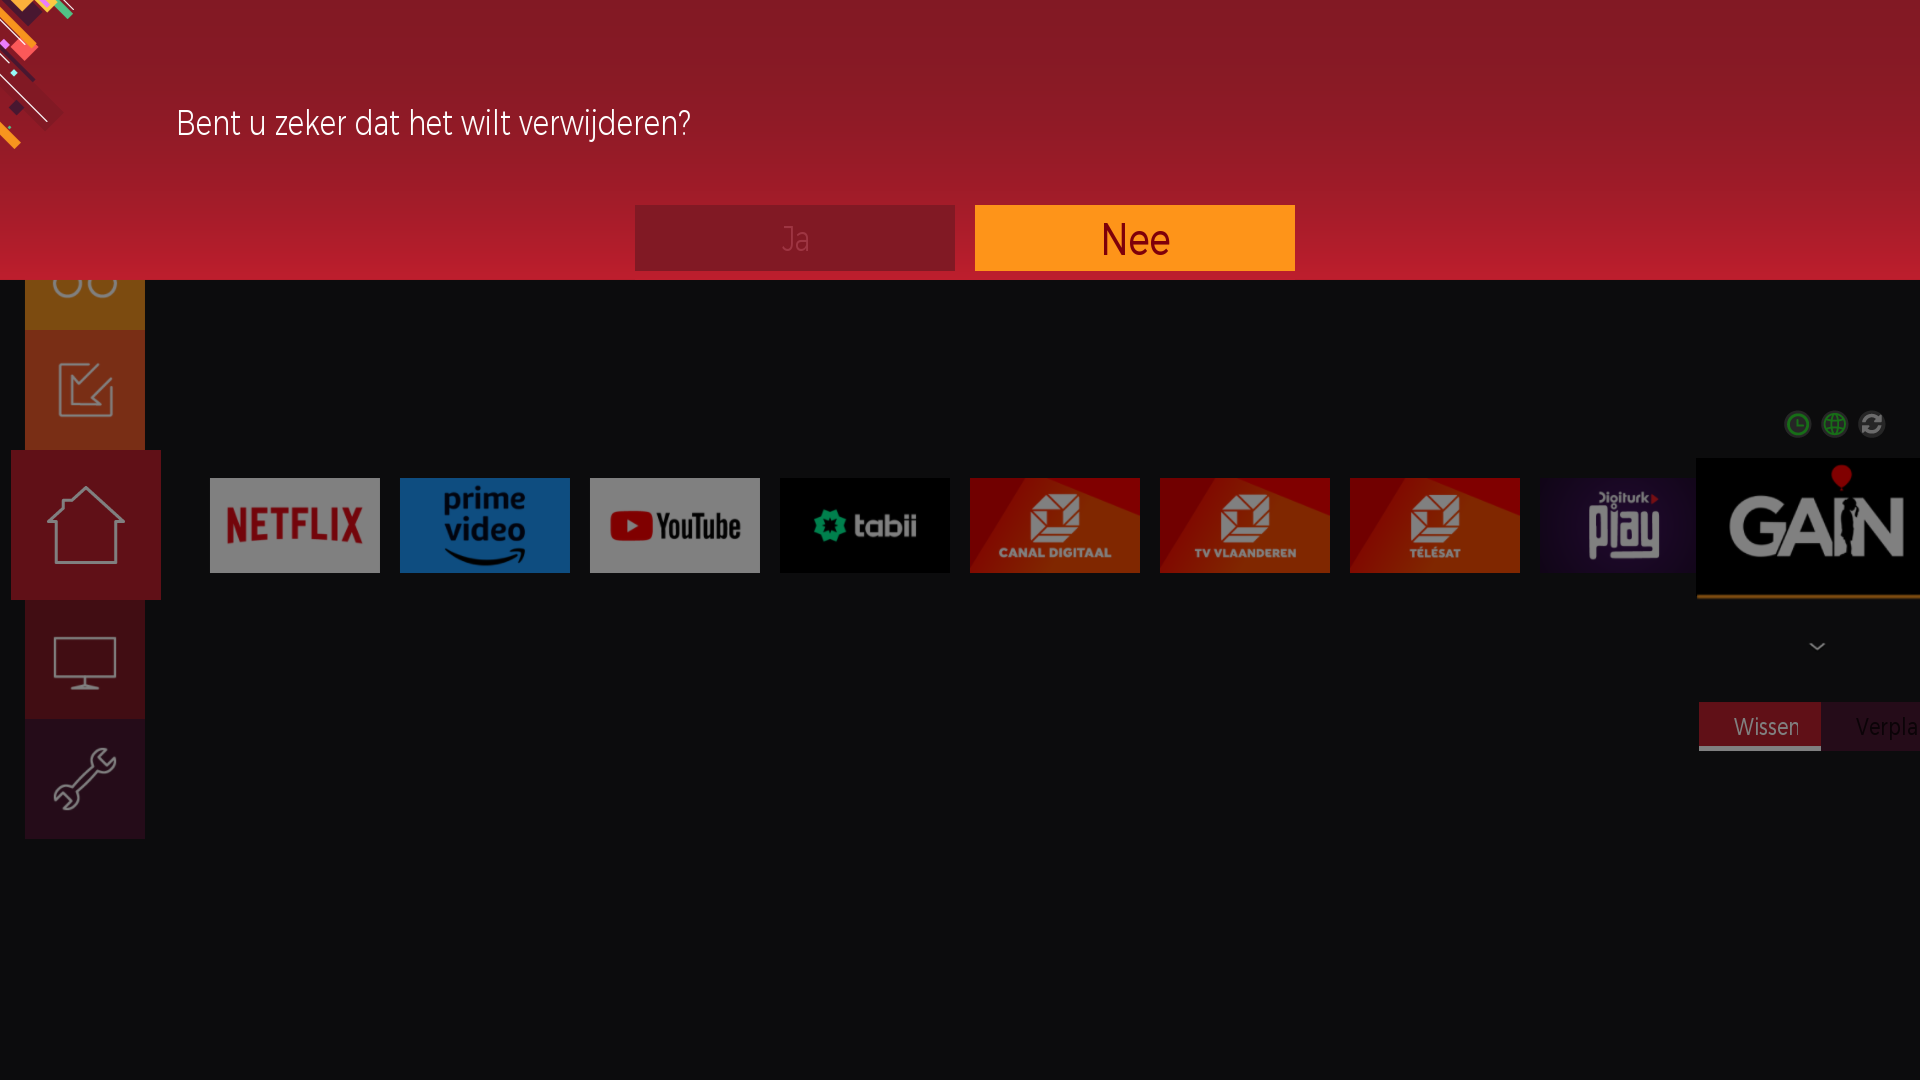 Bent u zeker dat het wilt verwijderen?
Ja
Nee
NETFLIX
prime
video
YouTube
tabii
CANAL DIGITAAL
TV VLAANDEREN
TÉLÉSAT
Digiturk
play
GAIN
Wissen
Verpla